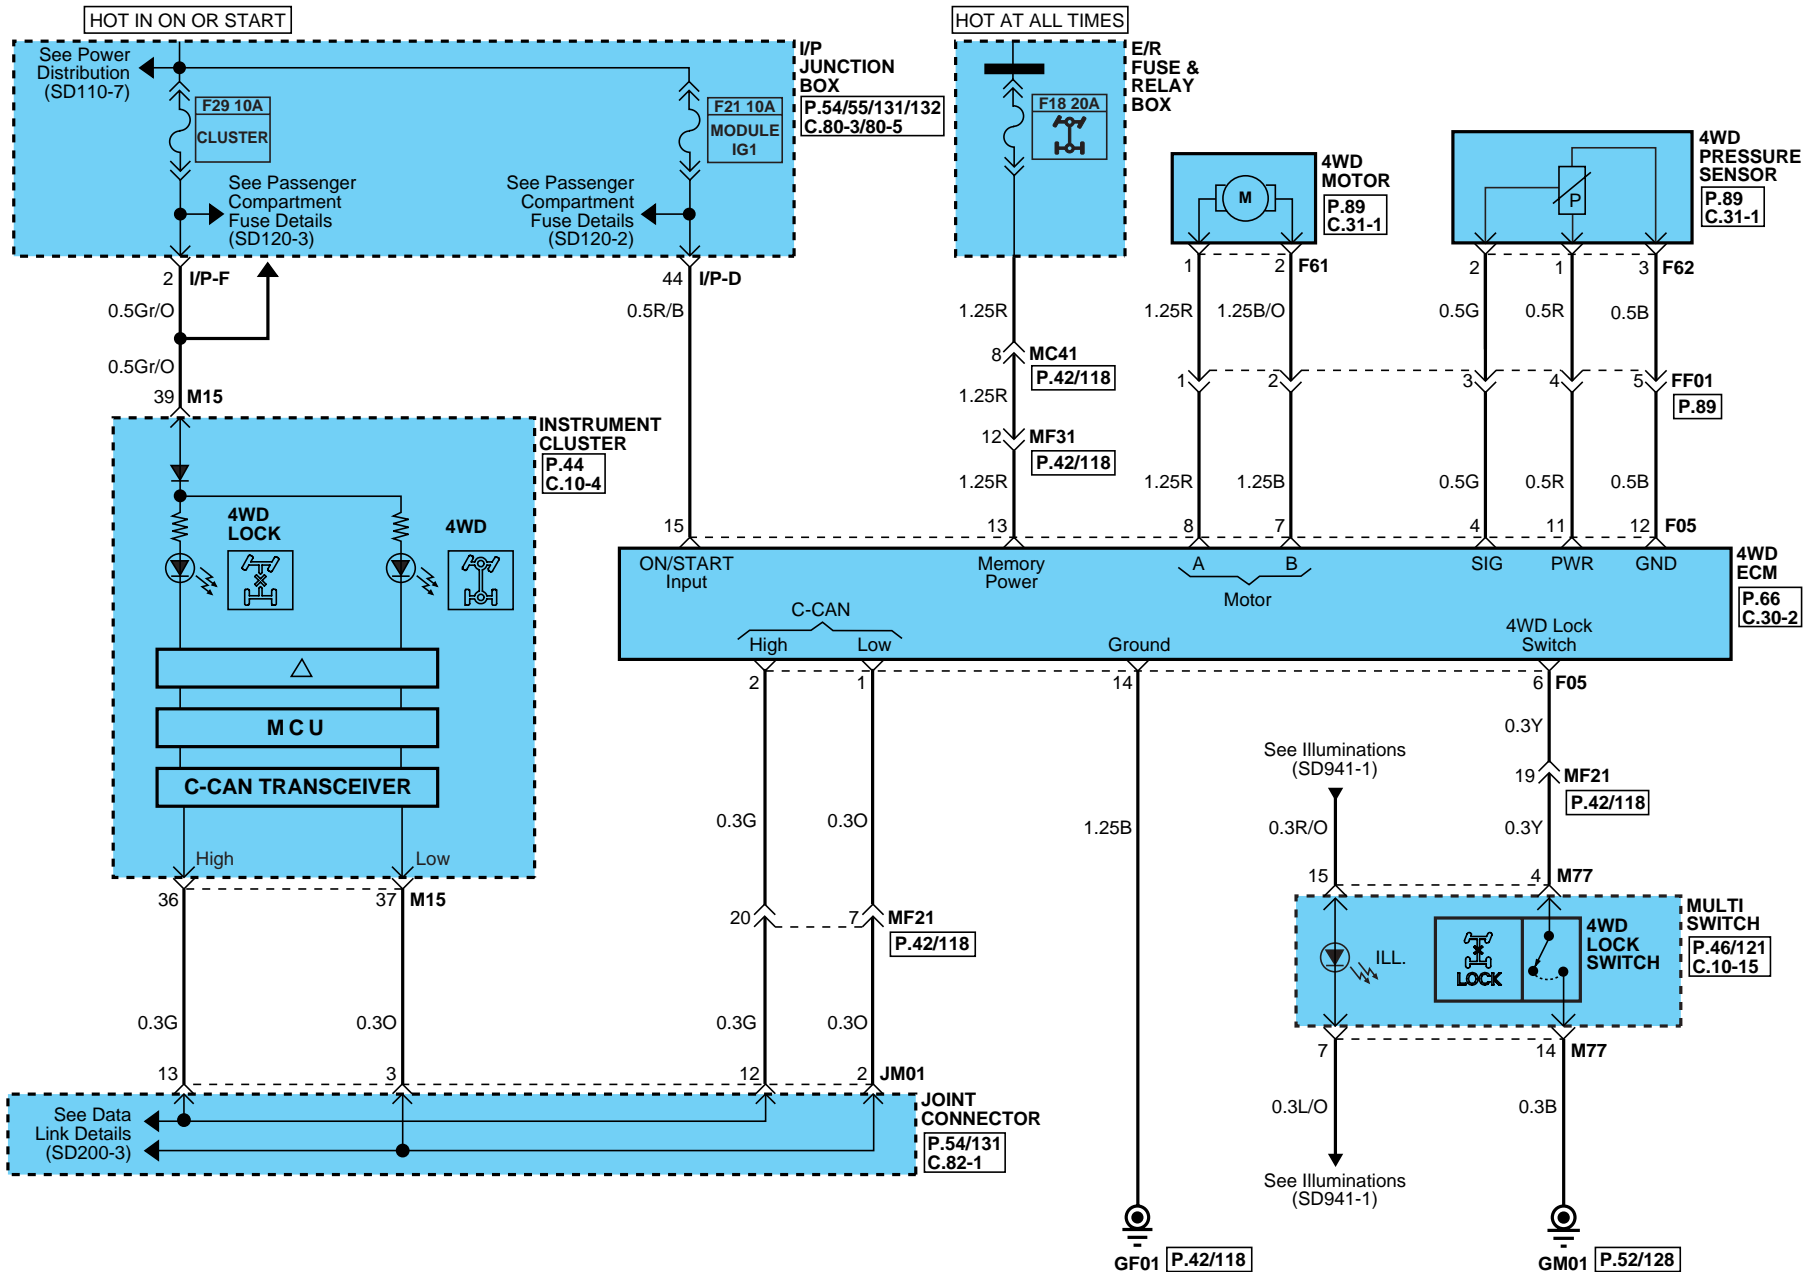 HOT IN ON OR START
HOT AT ALL TIMES
See Power
Distribution
(SD110-7)
F29 10A
CLUSTER
F21 10A
MODULE
IG1
I/P
JUNCTION
BOX
P.54/55/131/132
C.80-3/80-5
See Passenger
Compartment
Fuse Details
(SD120-3)
See Passenger
Compartment
Fuse Details
(SD120-2)
E/R
FUSE &
RELAY
BOX
F18 20A
4WD
MOTOR
P.89
C.31-1
M
4WD
PRESSURE
SENSOR
P.89
C.31-1
P
2 I/P-F
44 I/P-D
1 2 F61
2 1 3 F62
0.5Gr/O
0.5R/B
1.25R
1.25R
1.25B/O
0.5G
0.5R
0.5B
0.5Gr/O
8 MC41
P.42/118
1 2 3 4 5 FF01
P.89
39 M15
1.25R
12 MF31
P.42/118
INSTRUMENT
CLUSTER
P.44
C.10-4
1.25R
1.25R
1.25B
0.5G
0.5R
0.5B
4WD
LOCK
4WD
15 13 8 7 4 11 12 F05
ON/START
Input
Memory
Power
A B
Motor
SIG PWR GND
4WD
ECM
P.66
C.30-2
C-CAN
High Low
Ground
4WD Lock
Switch
2 1 14 6 F05
MCU
C-CAN TRANSCEIVER
High Low
36 37 M15
0.3Y
See Illuminations
(SD941-1)
19 MF21
P.42/118
0.3G
0.3O
1.25B
0.3R/O
0.3Y
15 4 M77
20 7 MF21
P.42/118
ILL.
LOCK
4WD
LOCK
SWITCH
MULTI
SWITCH
P.46/121
C.10-15
0.3G
0.3O
0.3G
0.3O
7 14 M77
13 3 12 2 JM01
0.3L/O
0.3B
See Data
Link Details
(SD200-3)
JOINT
CONNECTOR
P.54/131
C.82-1
See Illuminations
(SD941-1)
GF01 P.42/118
GM01 P.52/128